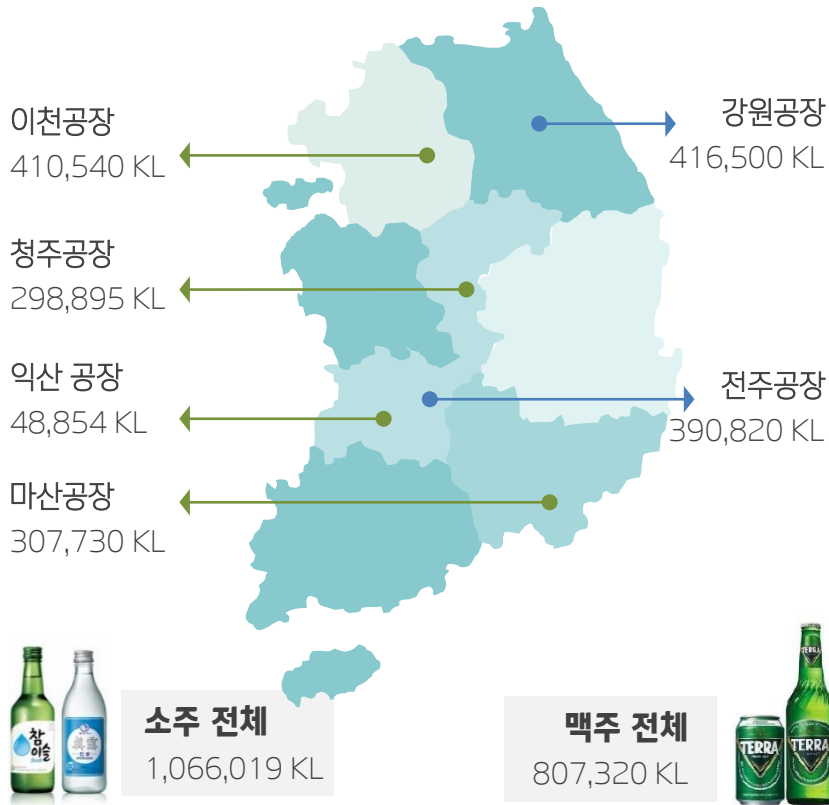 이천공장
410,540 KL
강원공장
416,500 KL
청주공장
298,895 KL
익산 공장
48,854 KL
전주공장
390,820 KL
마산공장
307,730 KL
소주 전체
1,066,019 KL
맥주 전체
807,320 KL
참
이슬
fresh
TERRA
TERRA
TERRA